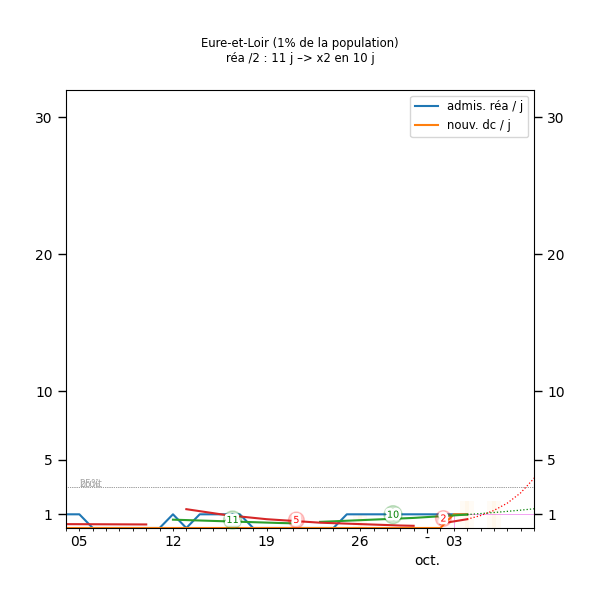 Eure-et-Loir (1% de la population)
réa /2 : 11 j –> x2 en 10 j
admis. réa / j
nouv. dc / j
30 30
20 20
10 10
5 5
1 1
11 5 10 2
05 12 19 26 - 03
oct.